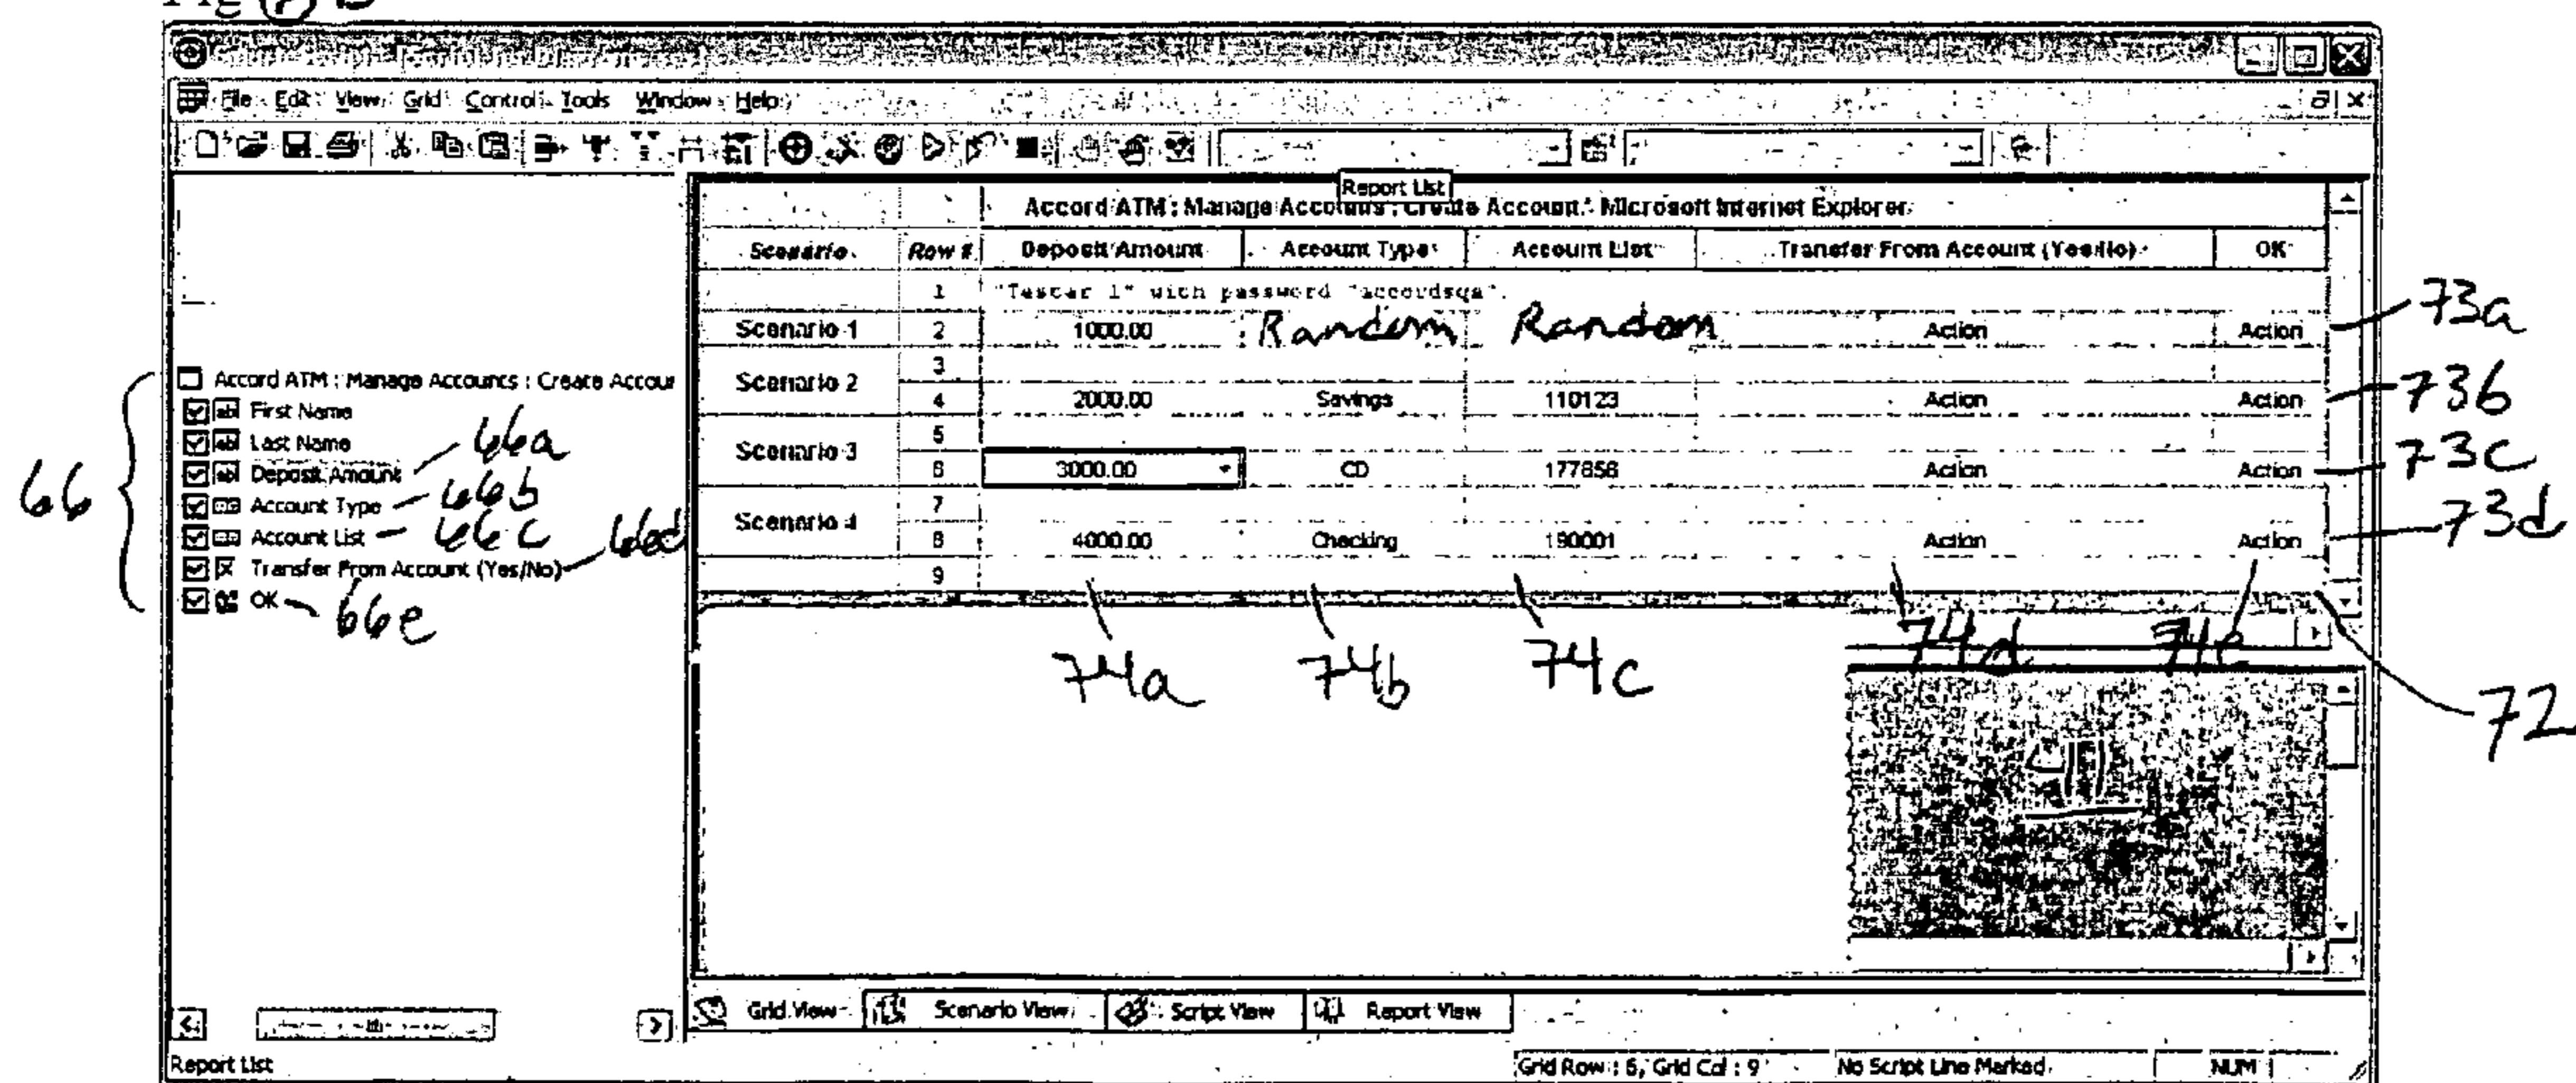 Fig
File Edit View Grid Control Tools Window Help
Report List
Accord ATM : Manage Accounts : Create Account - Microsoft Internet Explorer
Scenario Row # Deposit Amount Account Type Account List Transfer From Account (Yes/No) OK
1 "Tester 1" with password "accordsqa".
Scenario 1 2 1000.00 Random Random Action Action 73a
Scenario 2 3
4 2000.00 Savings 110123 Action Action 73b
Scenario 3 5
6 3000.00 CD 177856 Action Action 73c
Scenario 4 7
8 4000.00 Checking 190001 Action Action 73d
9
74a 74b 74c 74d 74e
72
66
Accord ATM : Manage Accounts : Create Accour
First Name
Last Name
Deposit Amount 66a
Account Type 66b
Account List 66c
Transfer From Account (Yes/No) 66d
OK 66e
Grid View Scenario View Script View Report View
Report List Grid Row : 6, Grid Col : 9 No Script Line Marked. NUM